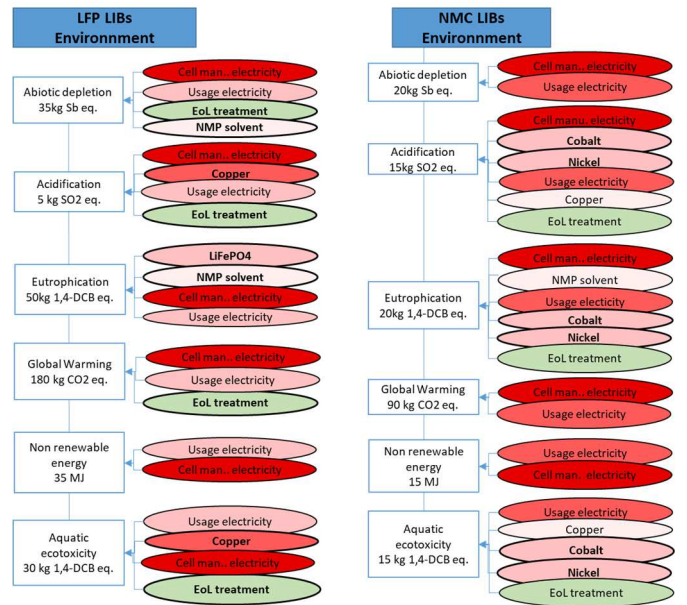 LFP LIBs
Environnment
Abiotic depletion
35kg Sb eq.
Cell man.. electricity
Usage electricity
EoL treatment
NMP solvent
Acidification
5 kg SO2 eq.
Cell man.. electricity
Copper
Usage electricity
EoL treatment
Eutrophication
50kg 1,4-DCB eq.
LiFePO4
NMP solvent
Cell man.. electricity
Usage electricity
Global Warming
180 kg CO2 eq.
Cell man.. electricity
Usage electricity
EoL treatment
Non renewable
energy
35 MJ
Usage electricity
Cell man.. electricity
Aquatic
ecotoxicity
30 kg 1,4-DCB eq.
Usage electricity
Copper
Cell man.. electricity
EoL treatment
NMC LIBs
Environnment
Abiotic depletion
20kg Sb eq.
Cell man.. electricity
Usage electricity
Acidification
15kg SO2 eq.
Cell manu. electicity
Cobalt
Nickel
Usage electricity
Copper
EoL treatment
Eutrophication
20kg 1,4-DCB eq.
Cell man.. electricity
NMP solvent
Usage electicity
Cobalt
Nickel
EoL treatment
Global Warming
90 kg CO2 eq.
Cell man.. electricity
Usage electricity
Non renewable
energy
15 MJ
Usage electricity
Cell man. electricity
Aquatic
ecotoxicity
15 kg 1,4-DCB eq.
Usage electricity
Copper
Cobalt
Nickel
EoL treatment